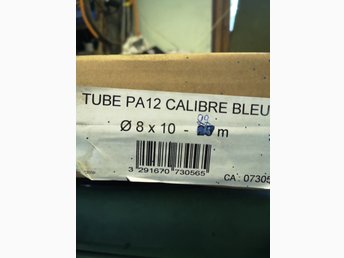 TUBE PA12 CALIBRE BLEU
Ø 8 x 10 - m
3 291670 730565
CA : 07305